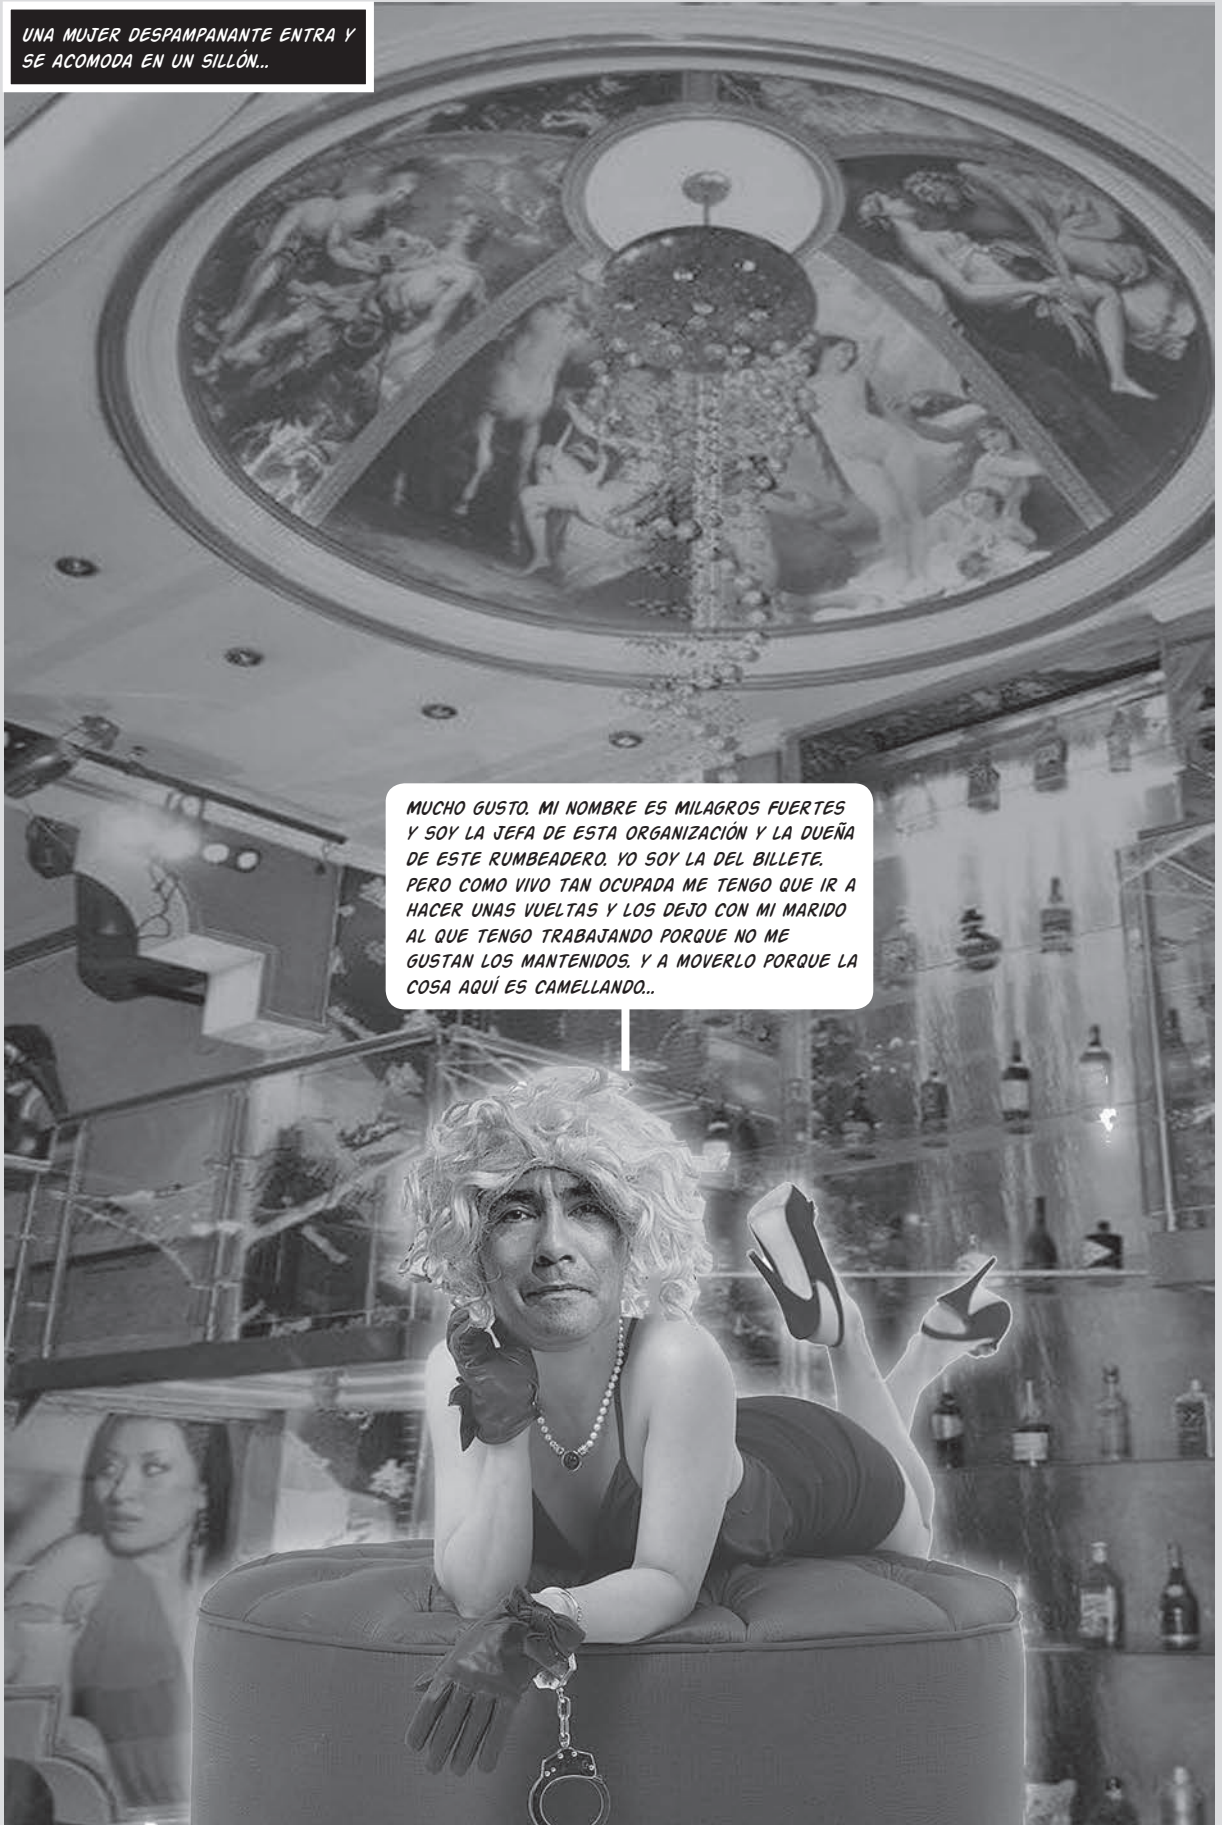 UNA MUJER DESPAMPANANTE ENTRA Y
SE ACOMODA EN UN SILLÓN...
MUCHO GUSTO. MI NOMBRE ES MILAGROS FUERTES
Y SOY LA JEFA DE ESTA ORGANIZACIÓN Y LA DUEÑA
DE ESTE RUMBEADERO. YO SOY LA DEL BILLETE.
PERO COMO VIVO TAN OCUPADA ME TENGO QUE IR A
HACER UNAS VUELTAS Y LOS DEJO CON MI MARIDO
AL QUE TENGO TRABAJANDO PORQUE NO ME
GUSTAN LOS MANTENIDOS. Y A MOVERLO PORQUE LA
COSA AQUÍ ES CAMELLANDO...